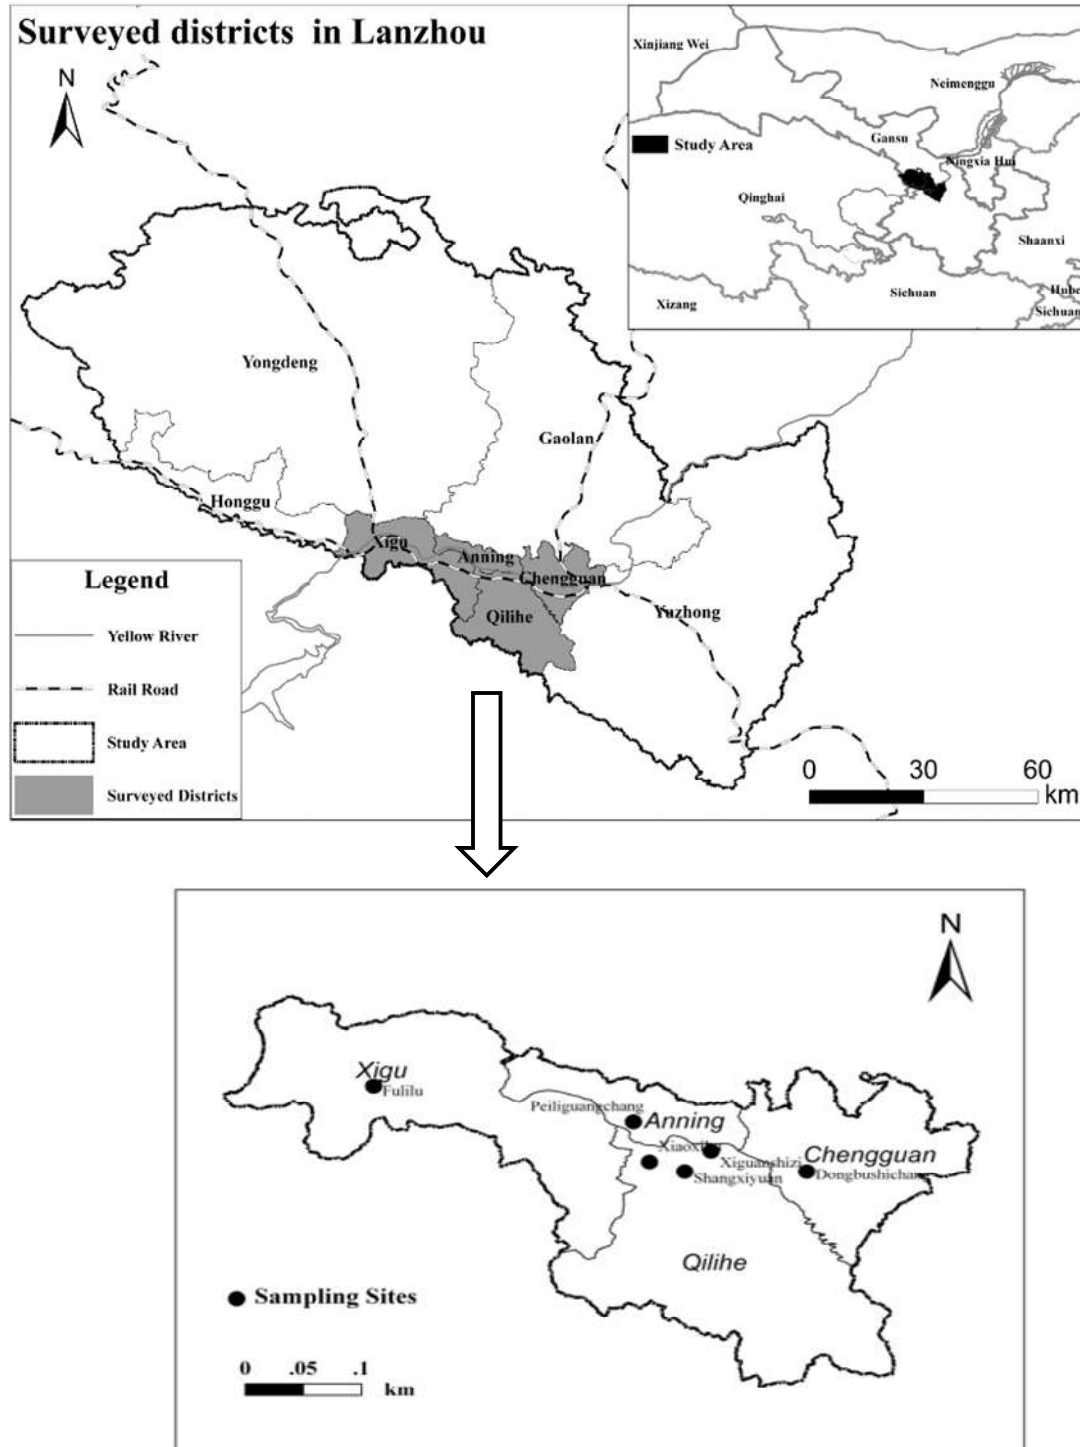 Surveyed districts in Lanzhou
N
Xinjiang Wei
Neimenggu
Gansu
Study Area
Ningxia Hui
Qinghai
Shaanxi
Sichuan
Hube
Xizang
Sichuan
Yongdeng
Gaolan
Honggu
Xigu
Anning
Chengguan
Qilihe
Yuzhong
Legend
Yellow River
Rail Road
Study Area
Surveyed Districts
0 30 60
km
N
Xigu
Fulilu
Peiliguangchang
Anning
Chengguan
Xiguanshizi
Shangxiyuan
Qilihe
Sampling Sites
0 .05 .1
km